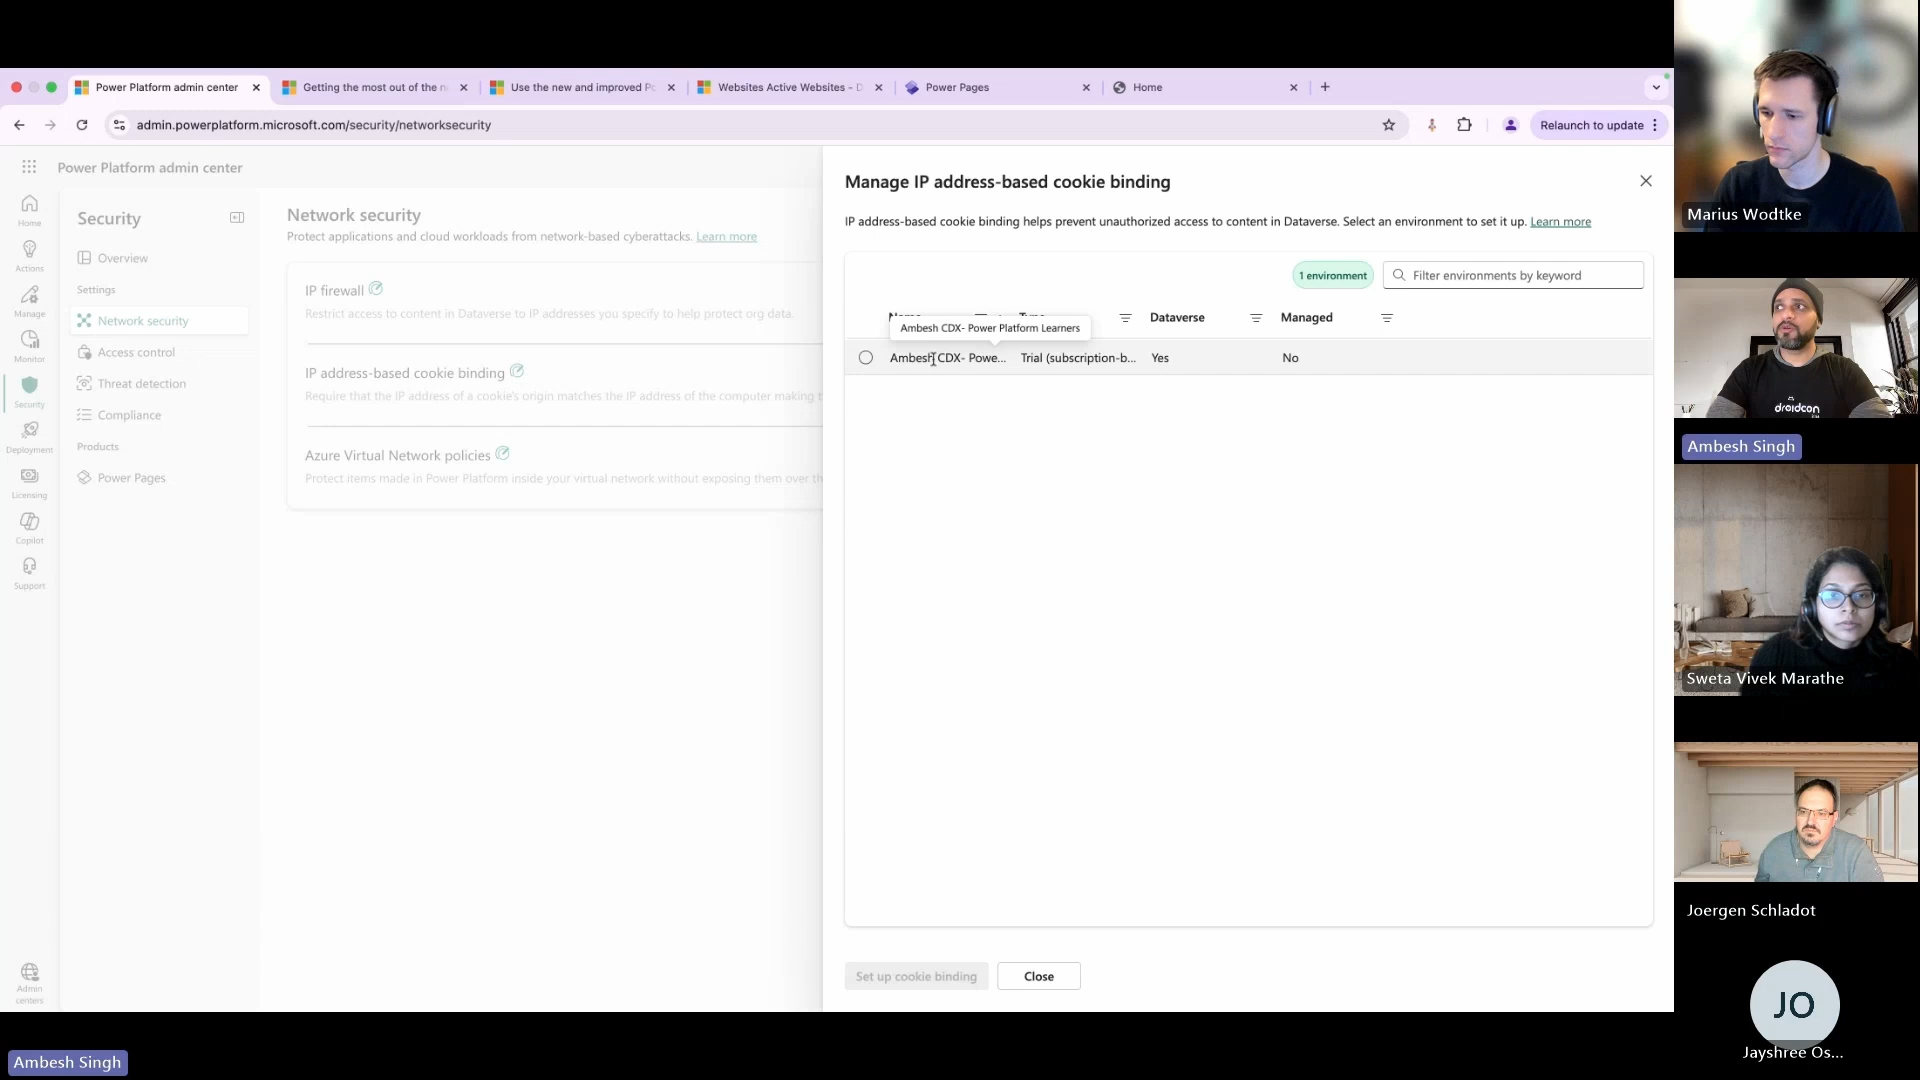 Power Platform admin center
Getting the most out of the n
Use the new and improved Po
Websites Active Websites - D
Power Pages
Home
admin.powerplatform.microsoft.com/security/networksecurity
Relaunch to update
Power Platform admin center
Home
Actions
Manage
Monitor
Security
Deployment
Licensing
Copilot
Support
Admin centers
Security
Overview
Settings
Network security
Access control
Threat detection
Compliance
Products
Power Pages
Network security
Protect applications and cloud workloads from network-based cyberattacks. Learn more
IP firewall
Restrict access to content in Dataverse to IP addresses you specify to help protect org data.
IP address-based cookie binding
Require that the IP address of a cookie's origin matches the IP address of the computer making t
Azure Virtual Network policies
Protect items made in Power Platform inside your virtual network without exposing them over th
Manage IP address-based cookie binding
IP address-based cookie binding helps prevent unauthorized access to content in Dataverse. Select an environment to set it up. Learn more
1 environment
Filter environments by keyword
Dataverse
Managed
Ambesh CDX- Power Platform Learners
Ambesh CDX- Powe...
Trial (subscription-b...
Yes
No
Set up cookie binding
Close
Marius Wodtke
droidcon
Ambesh Singh
Sweta Vivek Marathe
Joergen Schladot
JO
Jayshree Os...
Ambesh Singh